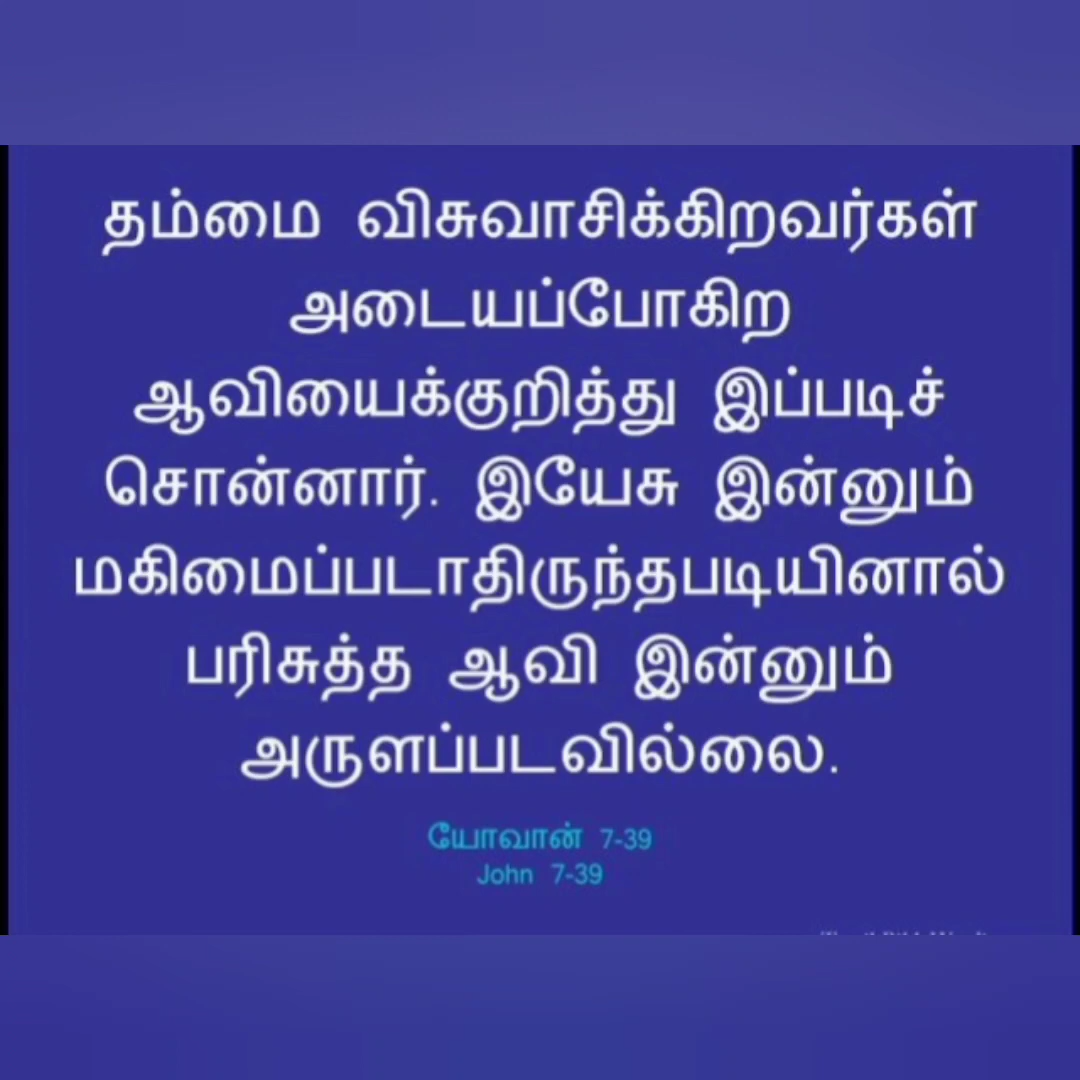 தம்மை விசுவாசிக்கிறவர்கள்
அடையப்போகிற
ஆவியைக்குறித்து இப்படிச்
சொன்னார். இயேசு இன்னும்
மகிமைப்படாதிருந்தபடியினால்
பரிசுத்த ஆவி இன்னும்
அருளப்படவில்லை.
யோவான் 7-39
John 7-39